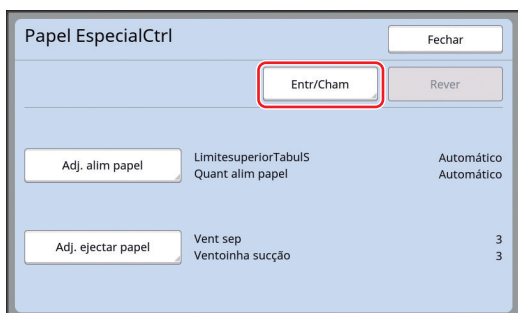 Papel EspecialCtrl
Fechar
Entr/Cham
Rever
Adj. alim papel
LimitesuperiorTabulS
Automático
Quant alim papel
Automático
Adj. ejectar papel
Vent sep
3
Ventoinha sucção
3